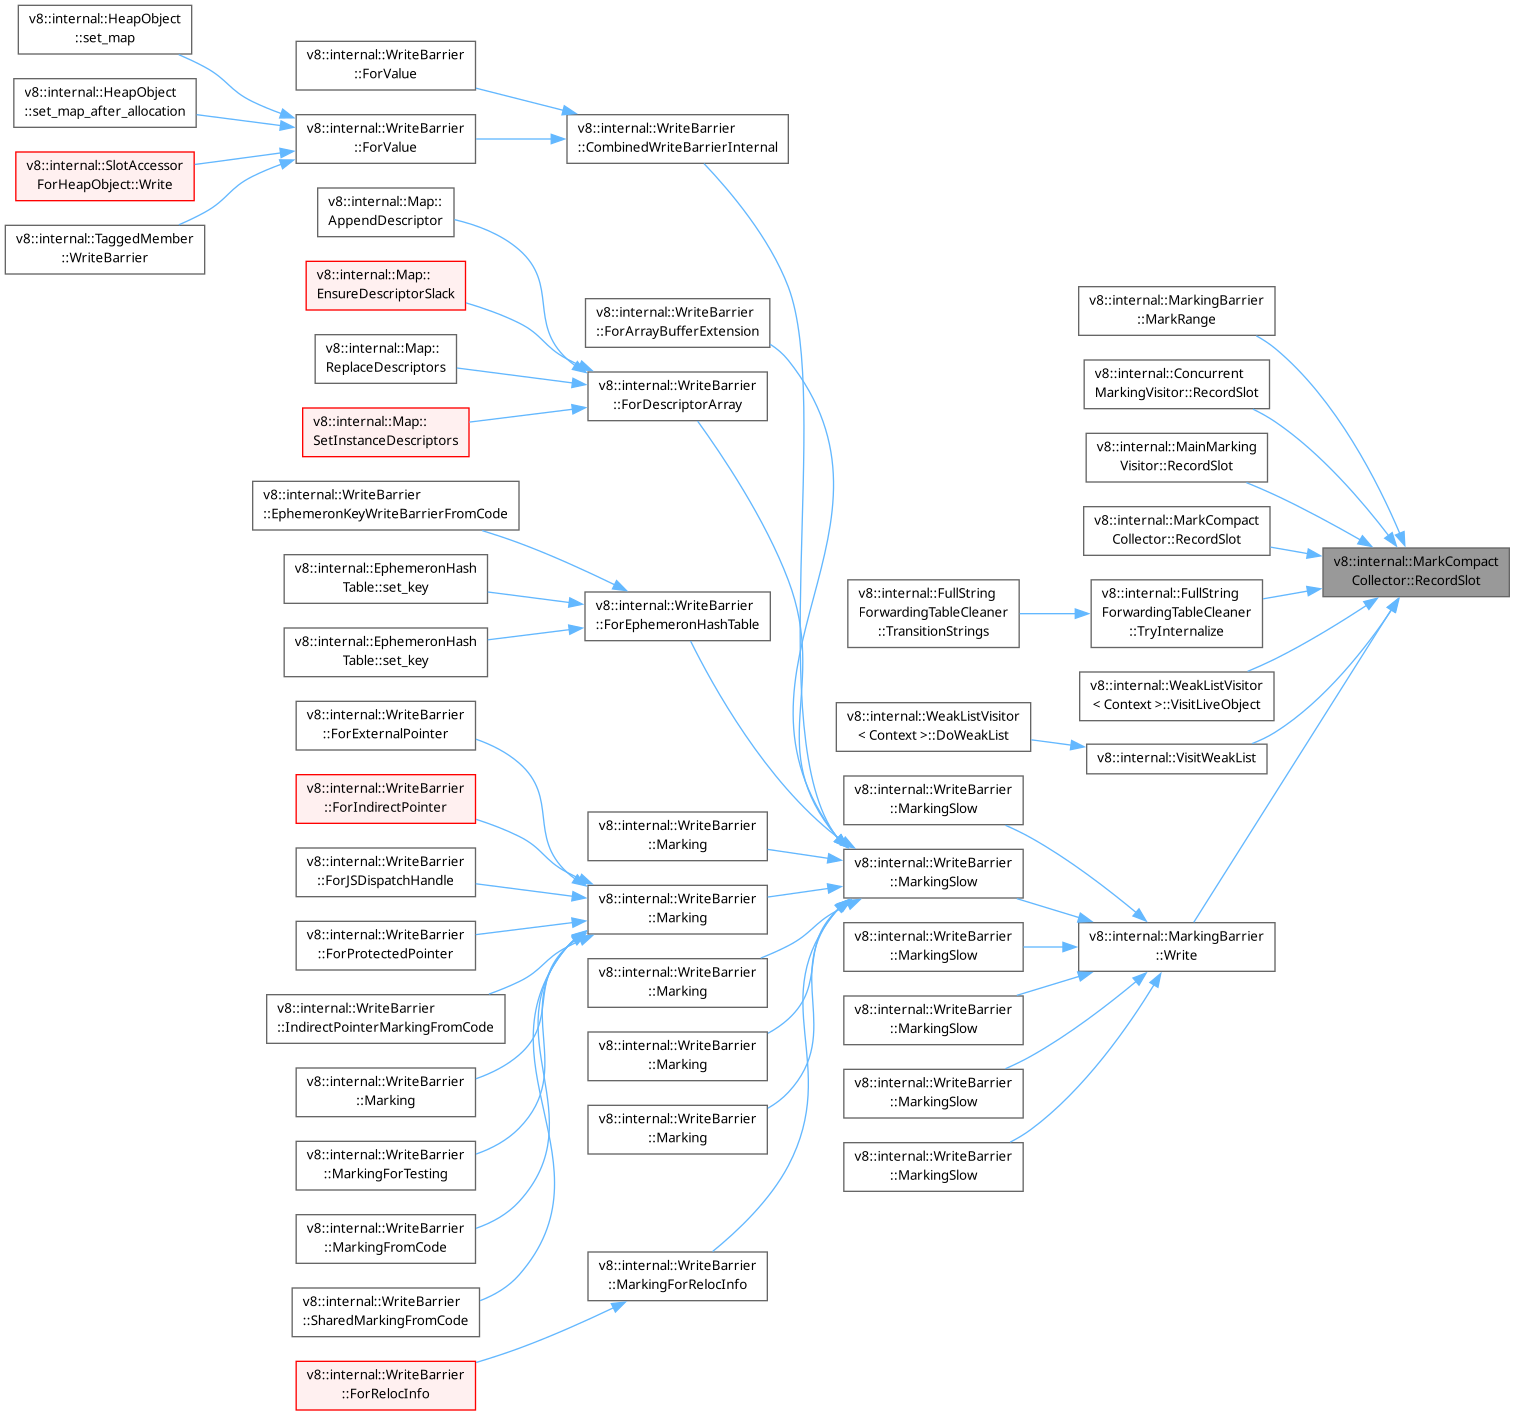 v8::internal::HeapObject
::set_map
v8::internal::HeapObject
::set_map_after_allocation
v8::internal::SlotAccessor
ForHeapObject::Write
v8::internal::TaggedMember
::WriteBarrier
v8::internal::WriteBarrier
::ForValue
v8::internal::WriteBarrier
::ForValue
v8::internal::Map::
AppendDescriptor
v8::internal::Map::
EnsureDescriptorSlack
v8::internal::Map::
ReplaceDescriptors
v8::internal::Map::
SetInstanceDescriptors
v8::internal::WriteBarrier
::EphemeronKeyWriteBarrierFromCode
v8::internal::EphemeronHash
Table::set_key
v8::internal::EphemeronHash
Table::set_key
v8::internal::WriteBarrier
::ForExternalPointer
v8::internal::WriteBarrier
::ForIndirectPointer
v8::internal::WriteBarrier
::ForJSDispatchHandle
v8::internal::WriteBarrier
::ForProtectedPointer
v8::internal::WriteBarrier
::IndirectPointerMarkingFromCode
v8::internal::WriteBarrier
::Marking
v8::internal::WriteBarrier
::MarkingForTesting
v8::internal::WriteBarrier
::MarkingFromCode
v8::internal::WriteBarrier
::SharedMarkingFromCode
v8::internal::WriteBarrier
::ForRelocInfo
v8::internal::WriteBarrier
::CombinedWriteBarrierInternal
v8::internal::WriteBarrier
::ForArrayBufferExtension
v8::internal::WriteBarrier
::ForDescriptorArray
v8::internal::WriteBarrier
::ForEphemeronHashTable
v8::internal::WriteBarrier
::Marking
v8::internal::WriteBarrier
::Marking
v8::internal::WriteBarrier
::Marking
v8::internal::WriteBarrier
::Marking
v8::internal::WriteBarrier
::Marking
v8::internal::WriteBarrier
::MarkingForRelocInfo
v8::internal::FullString
ForwardingTableCleaner
::TransitionStrings
v8::internal::WeakListVisitor
< Context >::DoWeakList
v8::internal::WriteBarrier
::MarkingSlow
v8::internal::WriteBarrier
::MarkingSlow
v8::internal::WriteBarrier
::MarkingSlow
v8::internal::WriteBarrier
::MarkingSlow
v8::internal::WriteBarrier
::MarkingSlow
v8::internal::WriteBarrier
::MarkingSlow
v8::internal::MarkingBarrier
::MarkRange
v8::internal::Concurrent
MarkingVisitor::RecordSlot
v8::internal::MainMarking
Visitor::RecordSlot
v8::internal::MarkCompact
Collector::RecordSlot
v8::internal::FullString
ForwardingTableCleaner
::TryInternalize
v8::internal::WeakListVisitor
< Context >::VisitLiveObject
v8::internal::VisitWeakList
v8::internal::MarkingBarrier
::Write
v8::internal::MarkCompact
Collector::RecordSlot